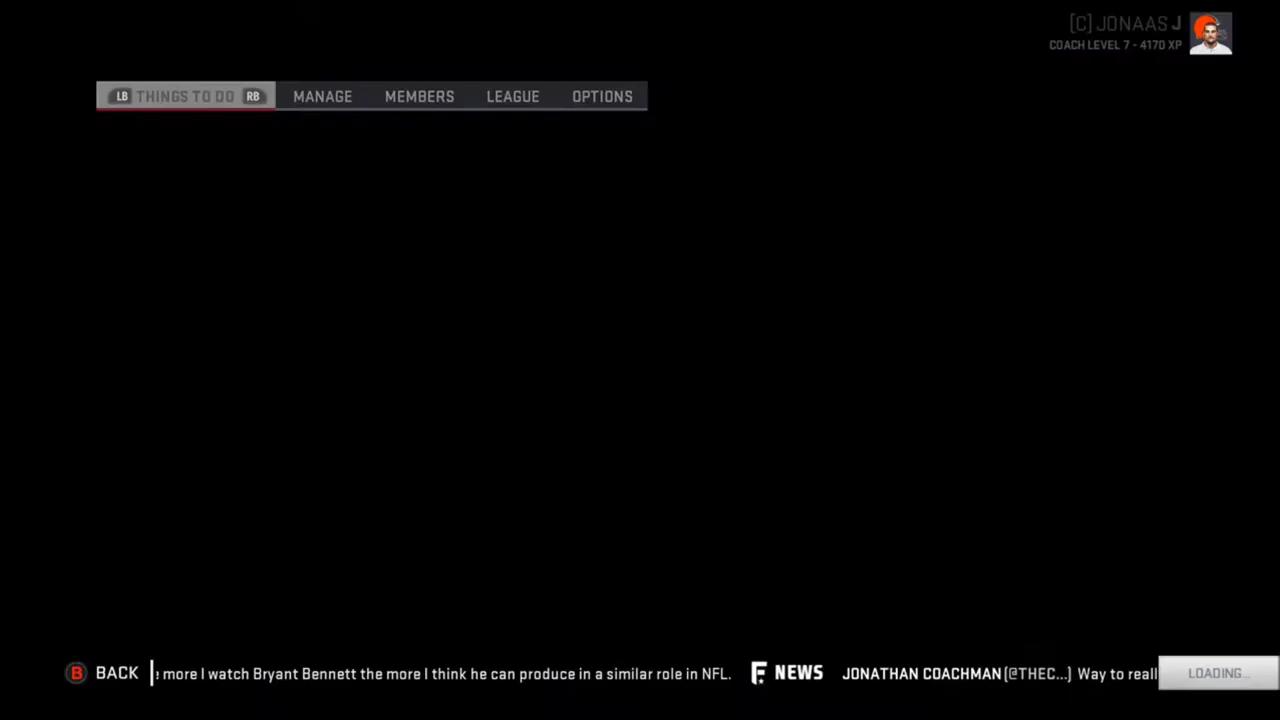 [C] JONAAS J
COACH LEVEL 7 - 4170 XP
LB THINGS TO DO RB MANAGE MEMBERS LEAGUE OPTIONS
B BACK more I watch Bryant Bennett the more I think he can produce in a similar role in NFL. F NEWS JONATHAN COACHMAN (@THEC...) Way to reall LOADING...